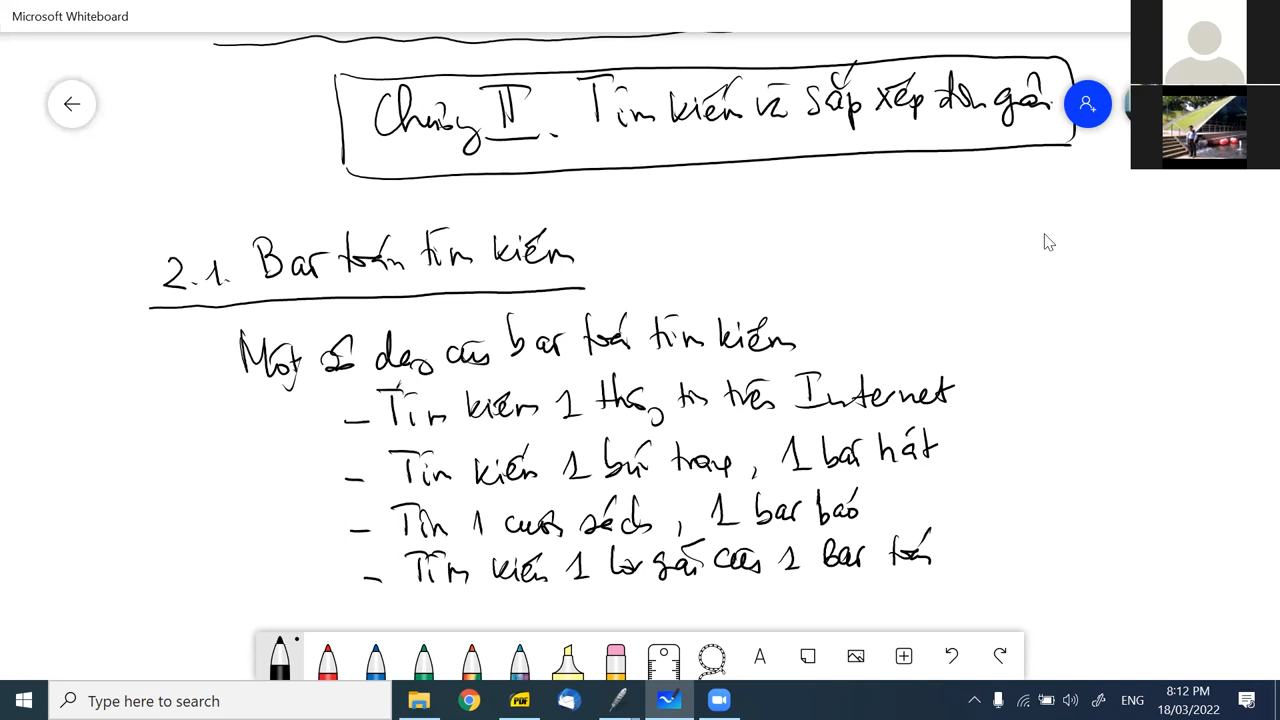 Microsoft Whiteboard
Chương II. Tìm kiếm và sắp xếp đơn giản
2.1. Bài toán tìm kiếm
Một số dạng của bài toán tìm kiếm
- Tìm kiếm 1 thông tin trên Internet
- Tìm kiếm 1 bức tranh, 1 bài hát
- Tìm 1 cuốn sách, 1 bài báo
- Tìm kiếm 1 lời giải của 1 bài toán
A
Type here to search
PDF
ENG
8:12 PM
18/03/2022